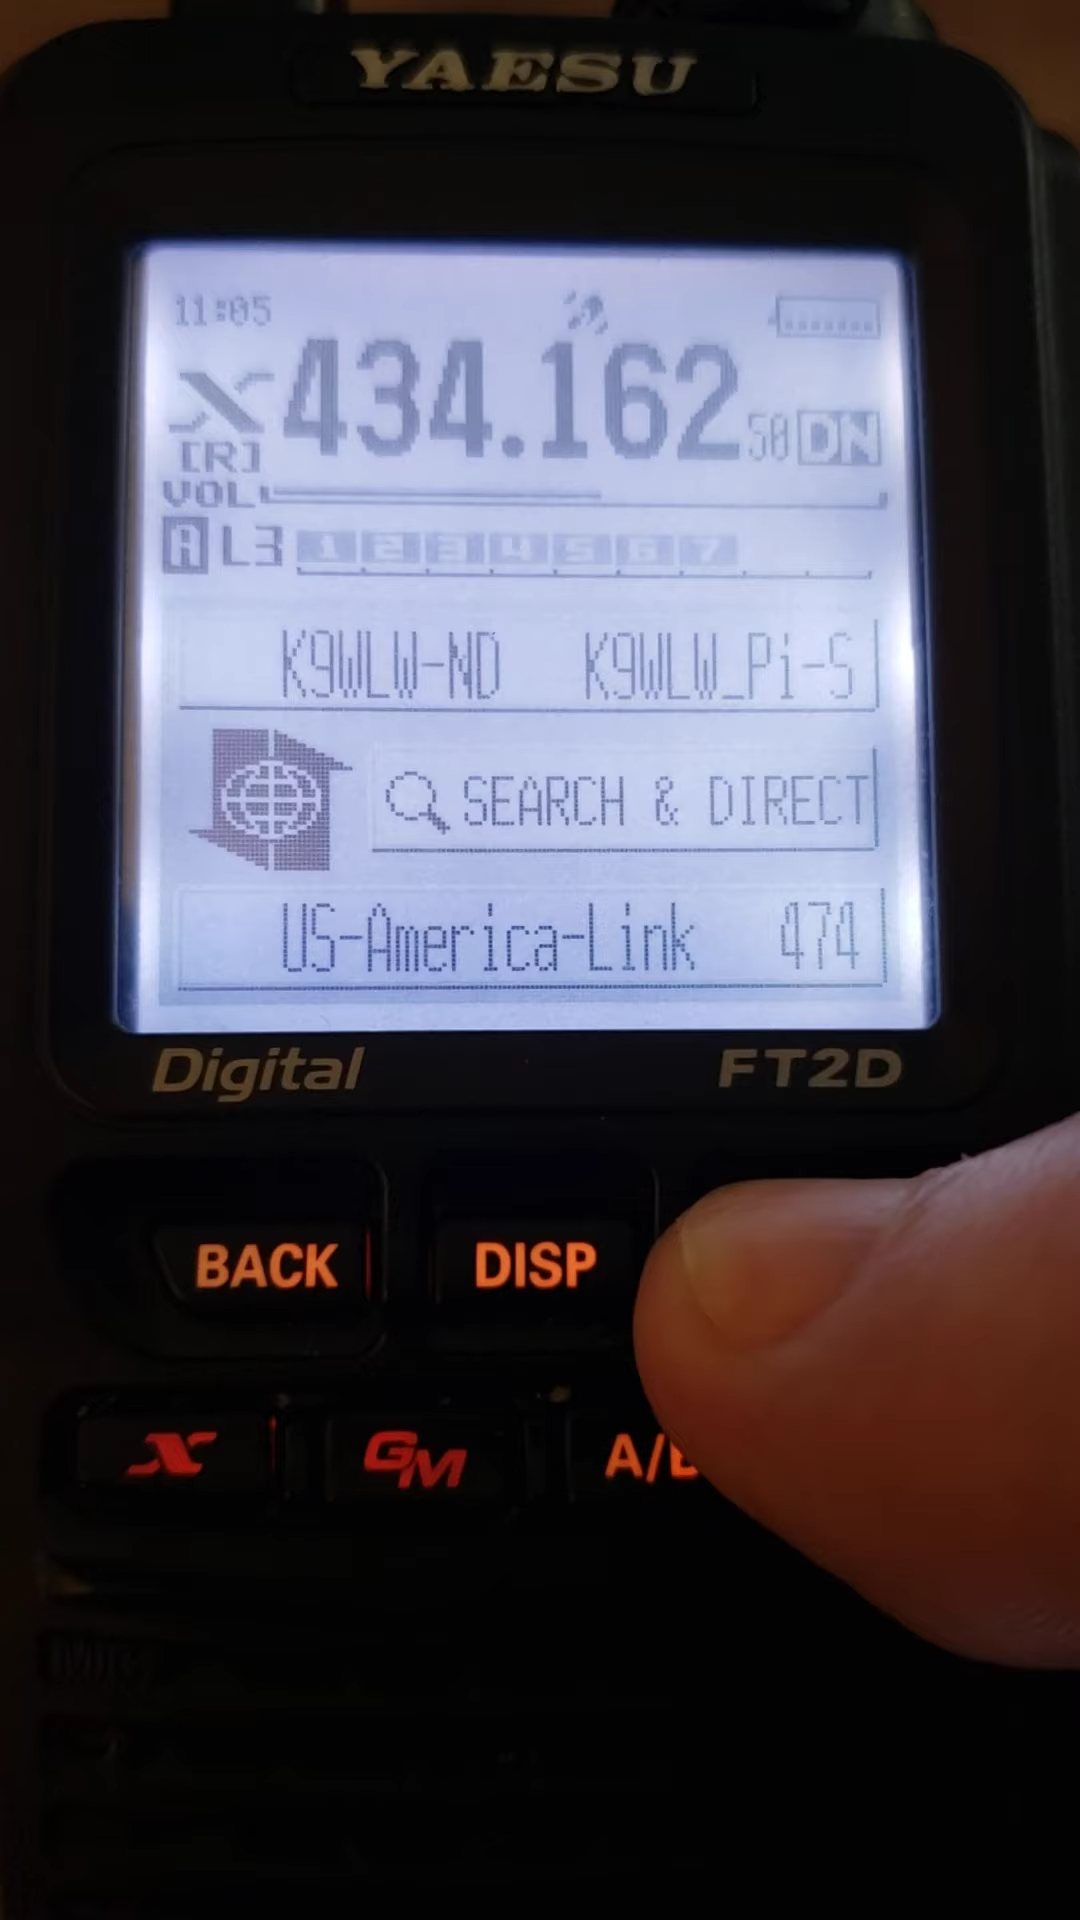 YAESU
11:05
X 434.162 50 DN
[R]
VOL
A L3 1 2 3 4 5 6 7
K9WLW-ND K9WLW_Pi-S
SEARCH & DIRECT
US-America-Link 474
Digital FT2D
BACK DISP
X GM A/B
MIC